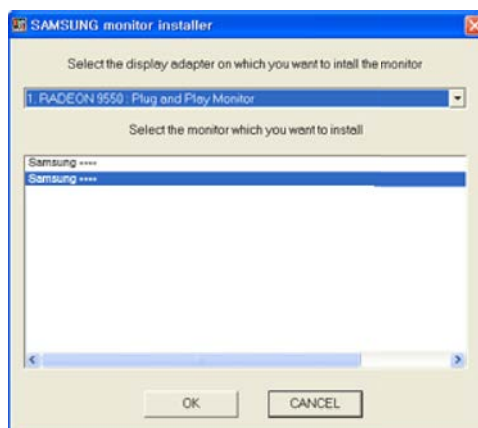 SAMSUNG monitor installer
Select the display adapter on which you want to intall the monitor
1. RADEON 9550 : Plug and Play Monitor
Select the monitor which you want to install
Samsung ••••
Samsung ••••
OK
CANCEL